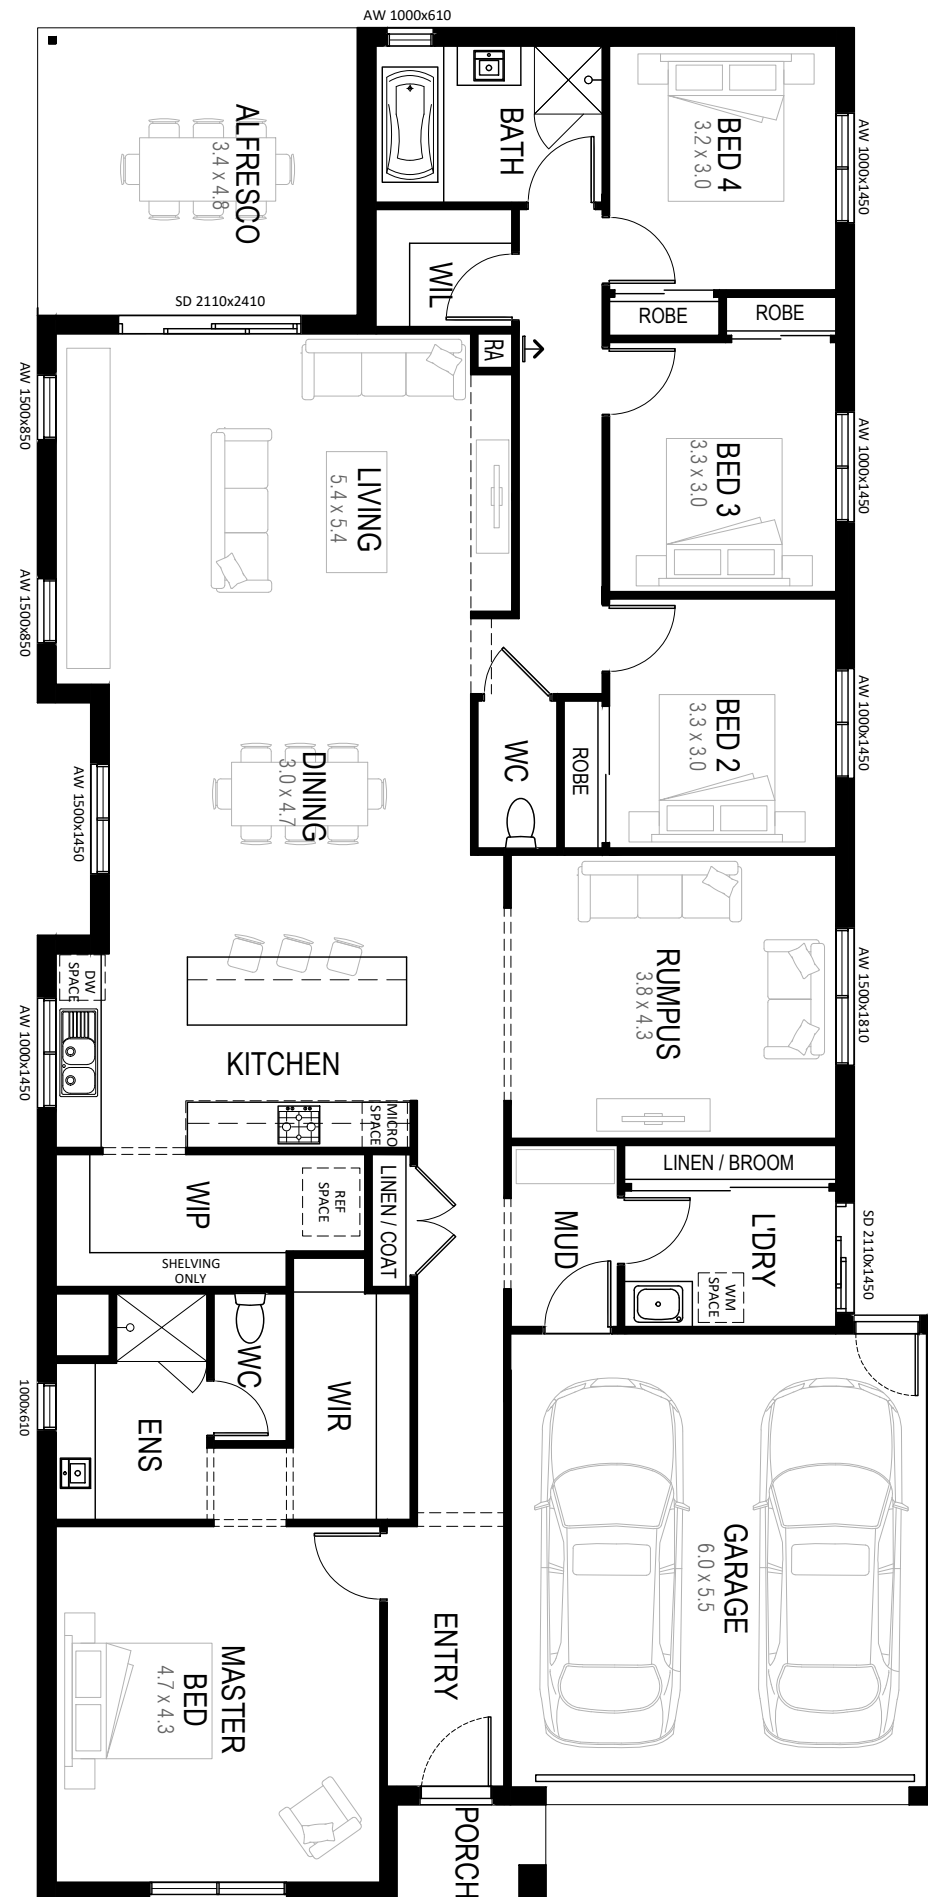 AW 1000x610
ALFRESCO
3.4 x 4.8
BATH
BED 4
3.2 x 3.0
AW 1000x1450
SD 2110x2410
WIL
ROBE
ROBE
RA
AW 1500x850
LIVING
5.4 x 5.4
BED 3
3.3 x 3.0
AW 1000x1450
AW 1500x850
BED 2
3.3 x 3.0
AW 1000x1450
WC
ROBE
AW 1500x1450
DINING
3.0 x 4.7
DW
SPACE
AW 1000x1450
KITCHEN
MICRO
SPACE
RUMPUS
3.8 x 4.3
AW 1500x1810
WIP
REF
SPACE
LINEN / COAT
SHELVING
ONLY
MUD
LINEN / BROOM
L'DRY
WM
SPACE
SD 2110x1450
1000x610
ENS
WC
WIR
GARAGE
6.0 x 5.5
MASTER
BED
4.7 x 4.3
ENTRY
PORCH